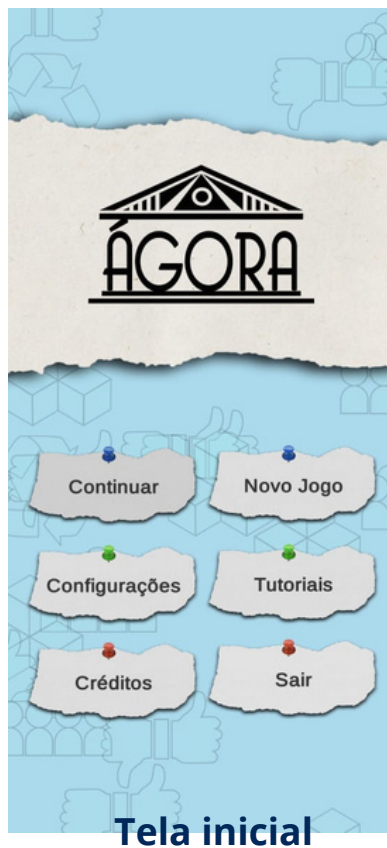 ÁGORA
Continuar
Novo Jogo
Configurações
Tutoriais
Créditos
Sair
Tela inicial